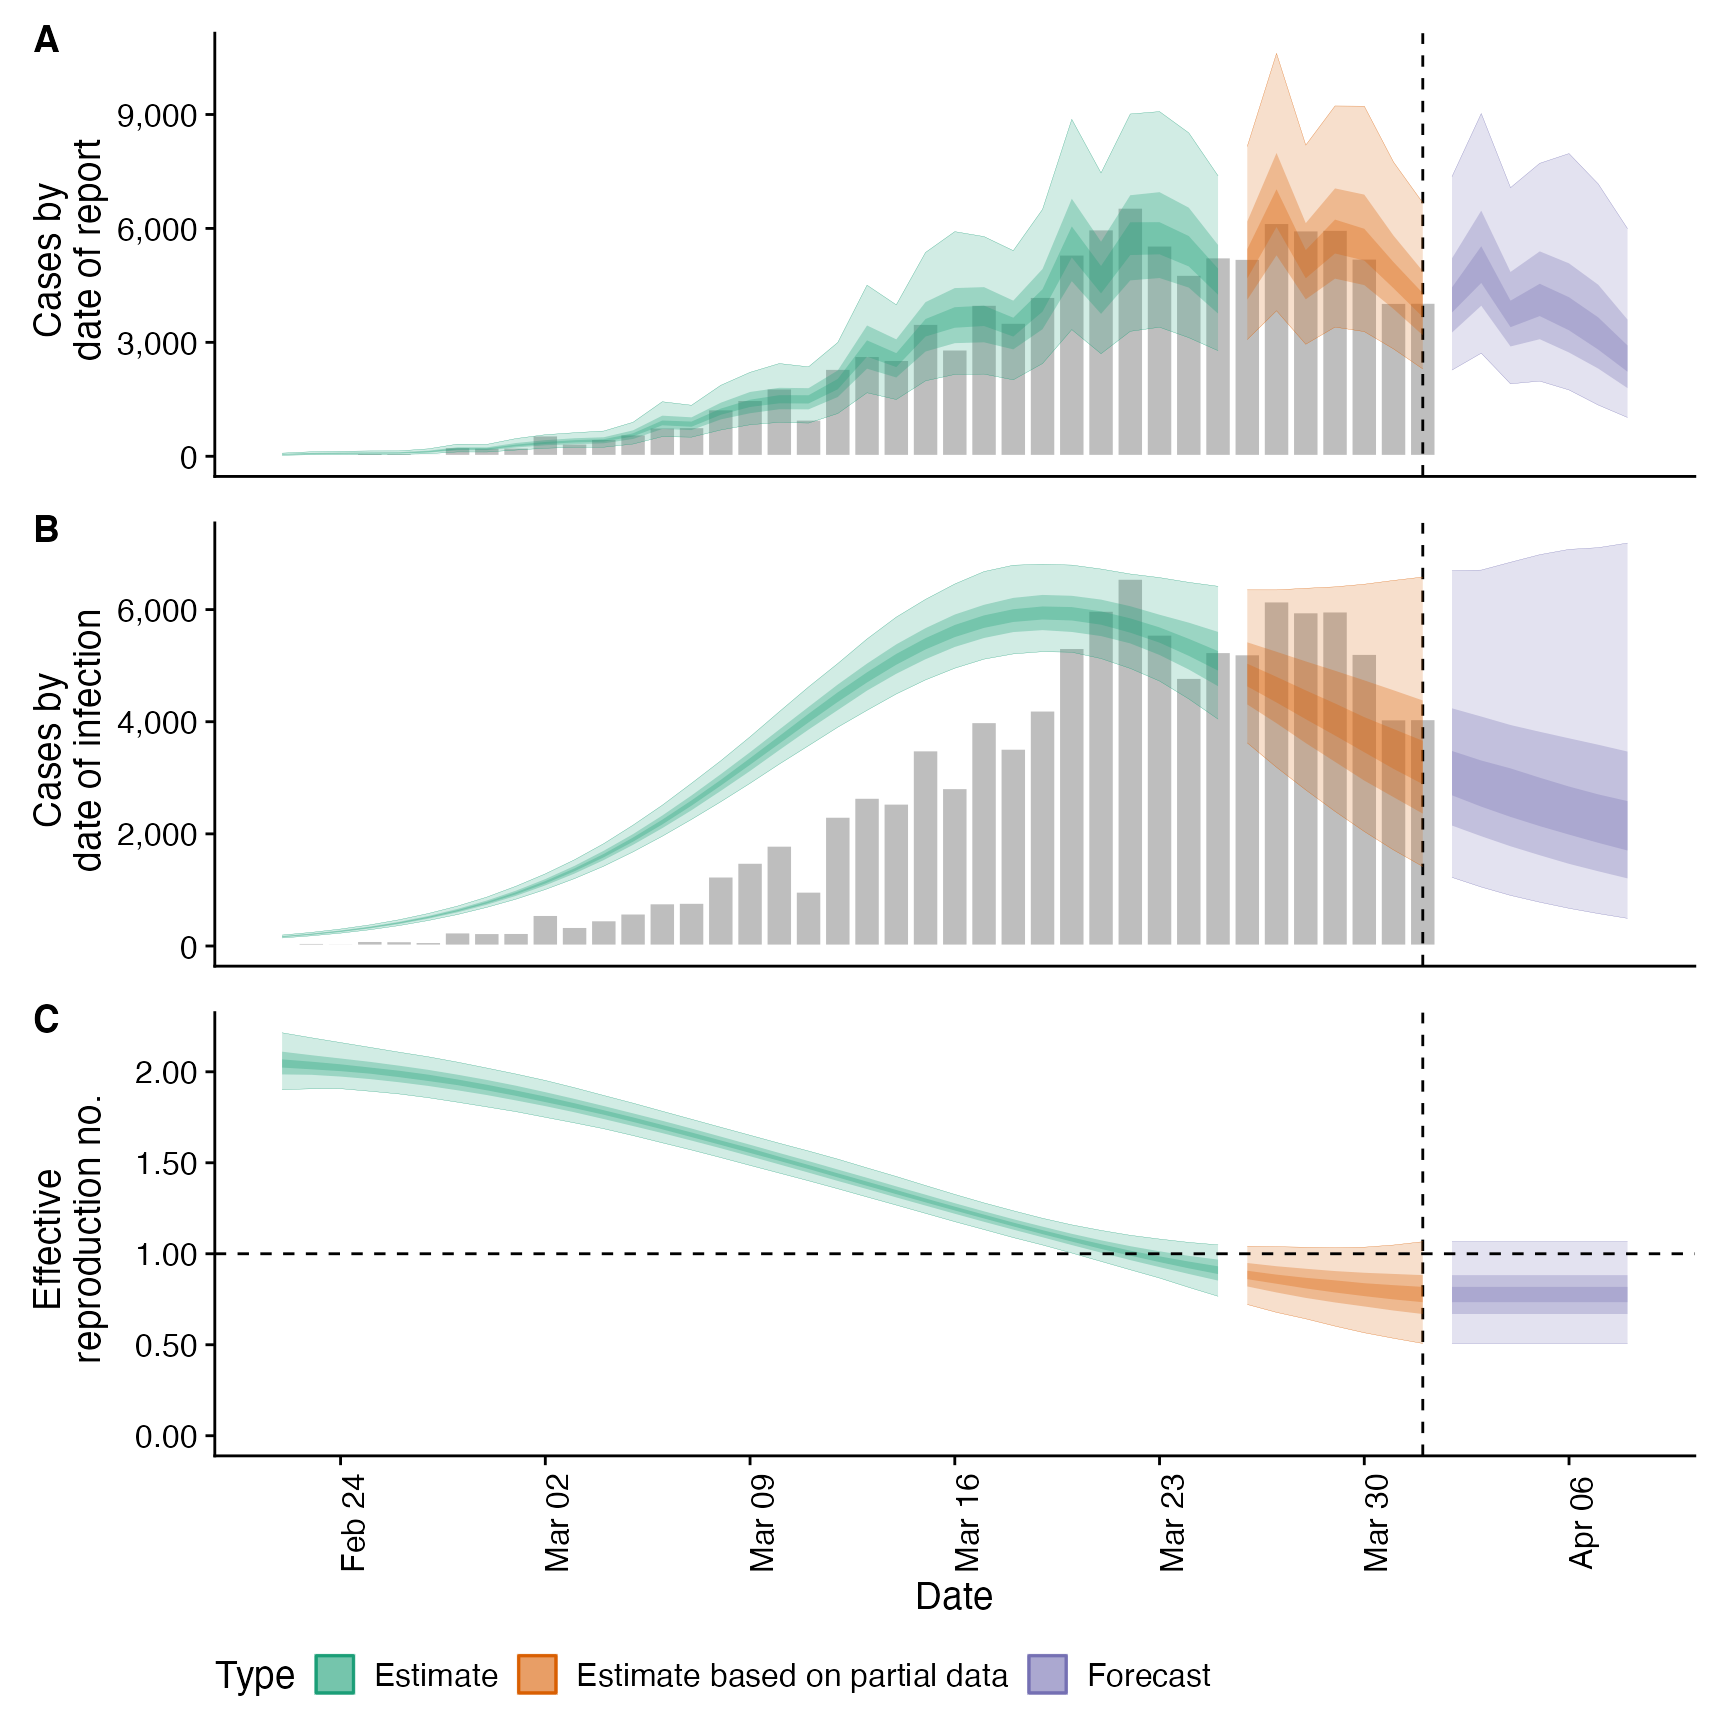 A
Cases by
date of report
9,000
6,000
3,000
0
B
Cases by
date of infection
6,000
4,000
2,000
0
C
Effective
reproduction no.
2.00
1.50
1.00
0.50
0.00
Feb 24
Mar 02
Mar 09
Mar 16
Mar 23
Mar 30
Apr 06
Date
Type Estimate Estimate based on partial data Forecast